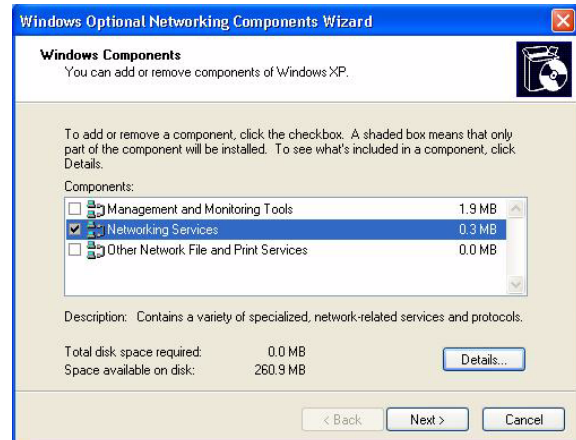 Windows Optional Networking Components Wizard
Windows Components
You can add or remove components of Windows XP.
To add or remove a component, click the checkbox. A shaded box means that only
part of the component will be installed. To see what's included in a component, click
Details.
Components:
Management and Monitoring Tools 1.9 MB
Networking Services 0.3 MB
Other Network File and Print Services 0.0 MB
Description: Contains a variety of specialized, network-related services and protocols.
Total disk space required: 0.0 MB
Space available on disk: 260.9 MB
Details...
< Back Next > Cancel